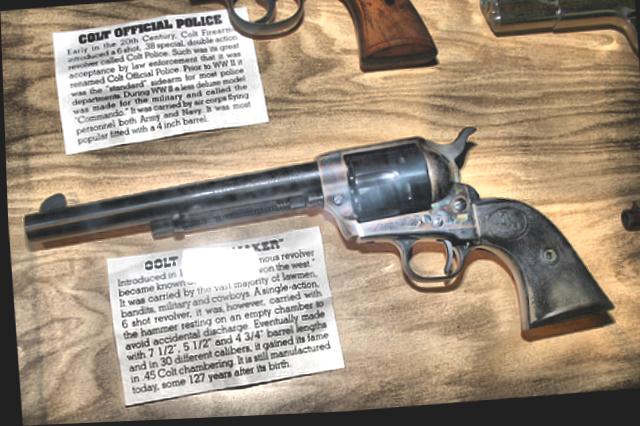 COLT OFFICIAL POLICE
Early in the 20th Century, Colt Firearms
introduced a 6 shot, .38 special, double action
revolver called Colt Police. Such was its great
acceptance by law enforcement that it was
renamed Colt Official Police. Prior to WW II it
was the "standard" sidearm for most police
departments. During WW II a less deluxe model
was made for the military and called the
"Commando." It was carried by air corps flying
personnel both Army and Navy. It was most
popular fitted with a 4 inch barrel.
COLT
Introduced in revolver
became known won the west."
It was carried by the vast majority of lawmen,
bandits, military and cowboys. A single-action,
6 shot revolver, it was, however, carried with
the hammer resting on an empty chamber to
avoid accidental discharge. Eventually made
with 7 1/2", 5 1/2" and 4 3/4" barrel lengths
and in 30 different calibers, it gained its fame
in .45 Colt chambering. It is still manufactured
today, some 127 years after its birth.